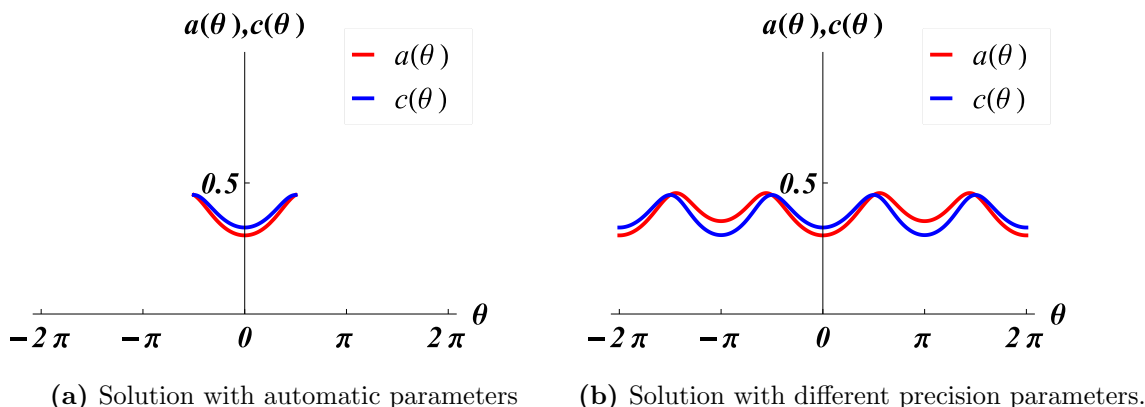 a(θ),c(θ)
a(θ)
c(θ)
0.5
θ
-2π -π 0 π 2π
(a) Solution with automatic parameters
a(θ),c(θ)
a(θ)
c(θ)
0.5
θ
-2π -π 0 π 2π
(b) Solution with different precision parameters.